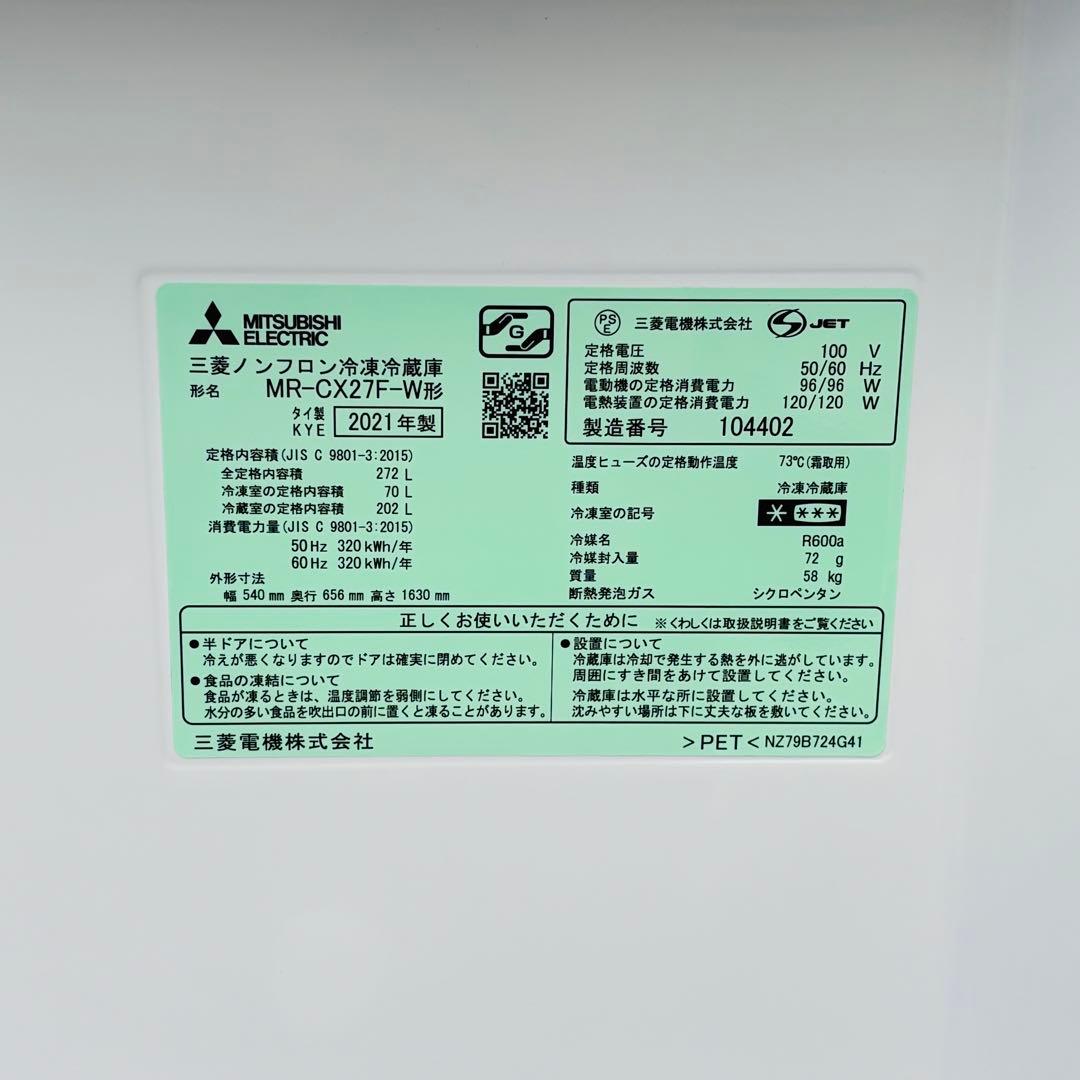 MITSUBISHI
ELECTRIC
三菱ノンフロン冷凍冷蔵庫
形名 MR-CX27F-W形
タイ製
KYE
2021年製
G
定格内容積(JIS C 9801-3:2015)
全定格内容積 272 L
冷凍室の定格内容積 70 L
冷蔵室の定格内容積 202 L
消費電力量(JIS C 9801-3:2015)
50Hz 320kWh/年
60Hz 320kWh/年
外形寸法
幅 540mm 奥行 656mm 高さ 1630mm
PSE 三菱電機株式会社 JET
定格電圧 100 V
定格周波数 50/60 Hz
電動機の定格消費電力 96/96 W
電熱装置の定格消費電力 120/120 W
製造番号 104402
温度ヒューズの定格動作温度 73℃(霜取用)
種類 冷凍冷蔵庫
冷凍室の記号 * ***
冷媒名 R600a
冷媒封入量 72 g
質量 58 kg
断熱発泡ガス シクロペンタン
正しくお使いいただくために ※くわしくは取扱説明書をご覧ください
●半ドアについて
冷えが悪くなりますのでドアは確実に閉めてください。
●食品の凍結について
食品が凍るときは、温度調節を弱側にしてください。
水分の多い食品を吹出口の前に置くと凍ることがあります。
●設置について
冷蔵庫は冷却で発生する熱を外に逃がしています。
周囲にすき間をあけて設置してください。
冷蔵庫は水平な所に設置してください。
沈みやすい場所は下に丈夫な板を敷いてください。
三菱電機株式会社
>PET< NZ79B724G41